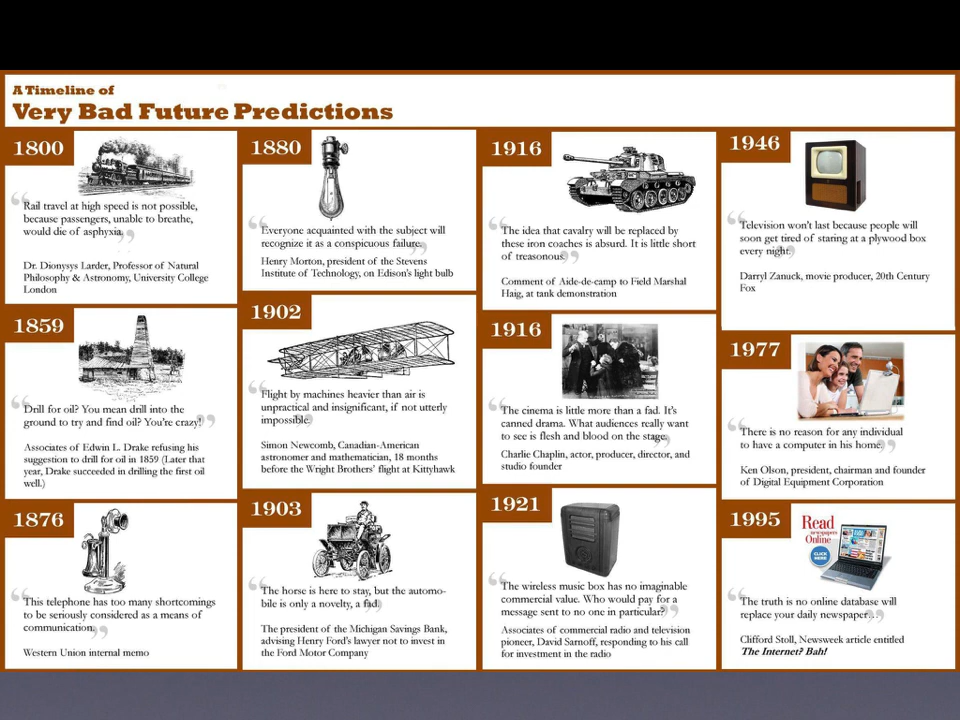 A Timeline of
Very Bad Future Predictions
1800
Rail travel at high speed is not possible,
because passengers, unable to breathe,
would die of asphyxia.
Dr. Dionysys Larder, Professor of Natural
Philosophy & Astronomy, University College
London
1859
Drill for oil? You mean drill into the
ground to try and find oil? You're crazy!
Associates of Edwin L. Drake refusing his
suggestion to drill for oil in 1859 (Later that
year, Drake succeeded in drilling the first oil
well.)
1876
This telephone has too many shortcomings
to be seriously considered as a means of
communication.
Western Union internal memo
1880
Everyone acquainted with the subject will
recognize it as a conspicuous failure.
Henry Morton, president of the Stevens
Institute of Technology, on Edison's light bulb
1902
Flight by machines heavier than air is
unpractical and insignificant, if not utterly
impossible.
Simon Newcomb, Canadian-American
astronomer and mathematician, 18 months
before the Wright Brothers' flight at Kittyhawk
1903
The horse is here to stay, but the automo-
bile is only a novelty, a fad.
The president of the Michigan Savings Bank,
advising Henry Ford's lawyer not to invest in
the Ford Motor Company
1916
The idea that cavalry will be replaced by
these iron coaches is absurd. It is little short
of treasonous.
Comment of Aide-de-camp to Field Marshal
Haig, at tank demonstration
1916
The cinema is little more than a fad. It's
canned drama. What audiences really want
to see is flesh and blood on the stage.
Charlie Chaplin, actor, producer, director, and
studio founder
1921
The wireless music box has no imaginable
commercial value. Who would pay for a
message sent to no one in particular?
Associates of commercial radio and television
pioneer, David Sarnoff, responding to his call
for investment in the radio
1946
Television won't last because people will
soon get tired of staring at a plywood box
every night.
Darryl Zanuck, movie producer, 20th Century
Fox
1977
There is no reason for any individual
to have a computer in his home.
Ken Olson, president, chairman and founder
of Digital Equipment Corporation
1995
Read
newspapers
Online
CLICK
HERE
The truth is no online database will
replace your daily newspaper...
Clifford Stoll, Newsweek article entitled
The Internet? Bah!